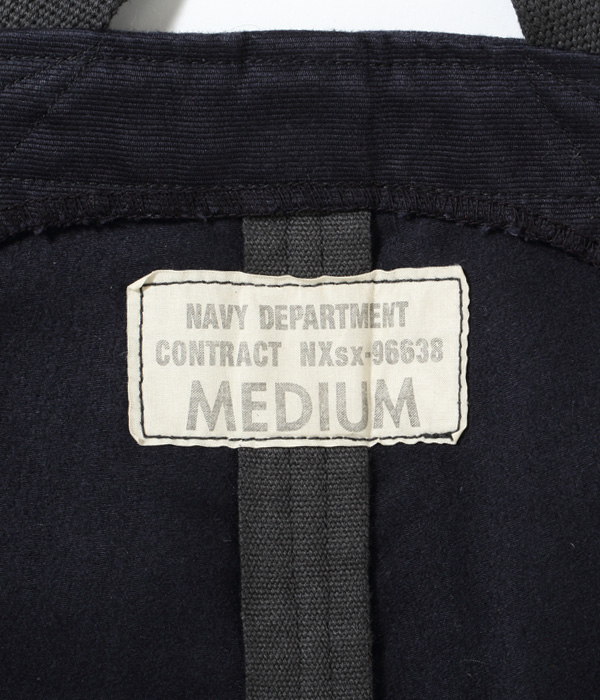 NAVY DEPARTMENT
CONTRACT NXsx-96638
MEDIUM